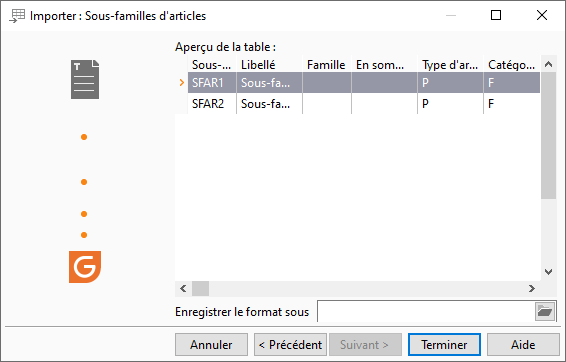 Importer : Sous-familles d'articles
Aperçu de la table :
Sous-... Libellé Famille En som... Type d'ar... Catégo...
SFAR1 Sous-fa... P F
SFAR2 Sous-fa... P F
Enregistrer le format sous
Annuler < Précédent Suivant > Terminer Aide